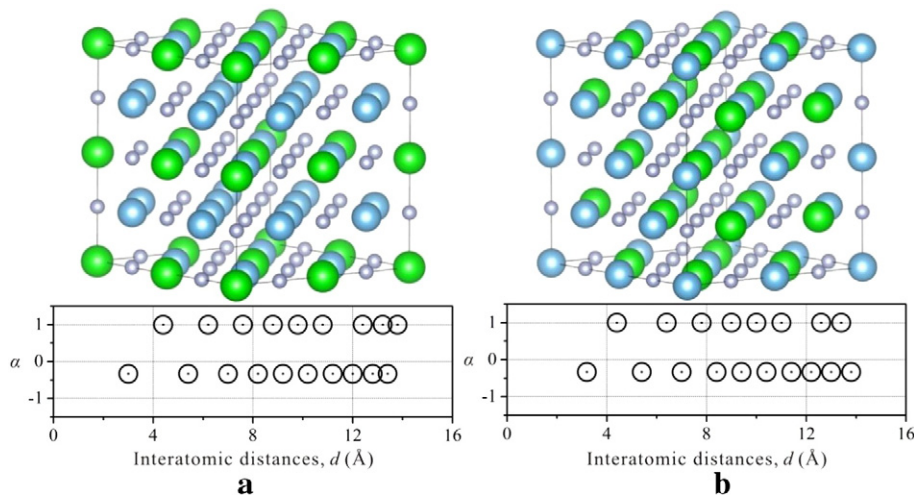 α
1
0
-1
0 4 8 12 16
Interatomic distances, d (Å)
a
α
1
0
-1
0 4 8 12 16
Interatomic distances, d (Å)
b